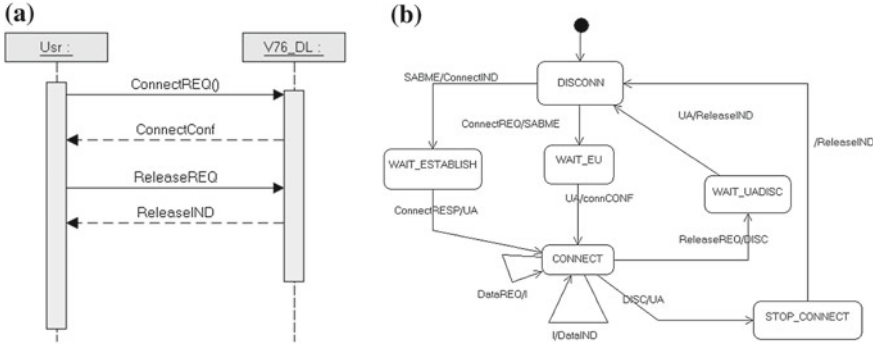 (a)
Usr :
V76_DL :
ConnectREQ()
ConnectConf
ReleaseREQ
ReleaseIND
(b)
SABME/ConnectIND
DISCONN
ConnectREQ/SABME
UA/ReleaseIND
/ReleaseIND
WAIT_ESTABLISH
WAIT_EU
WAIT_UADISC
UA/connCONF
ConnectRESP/UA
ReleaseREQ/DISC
CONNECT
DataREQ/I
DISC/UA
I/DataIND
STOP_CONNECT